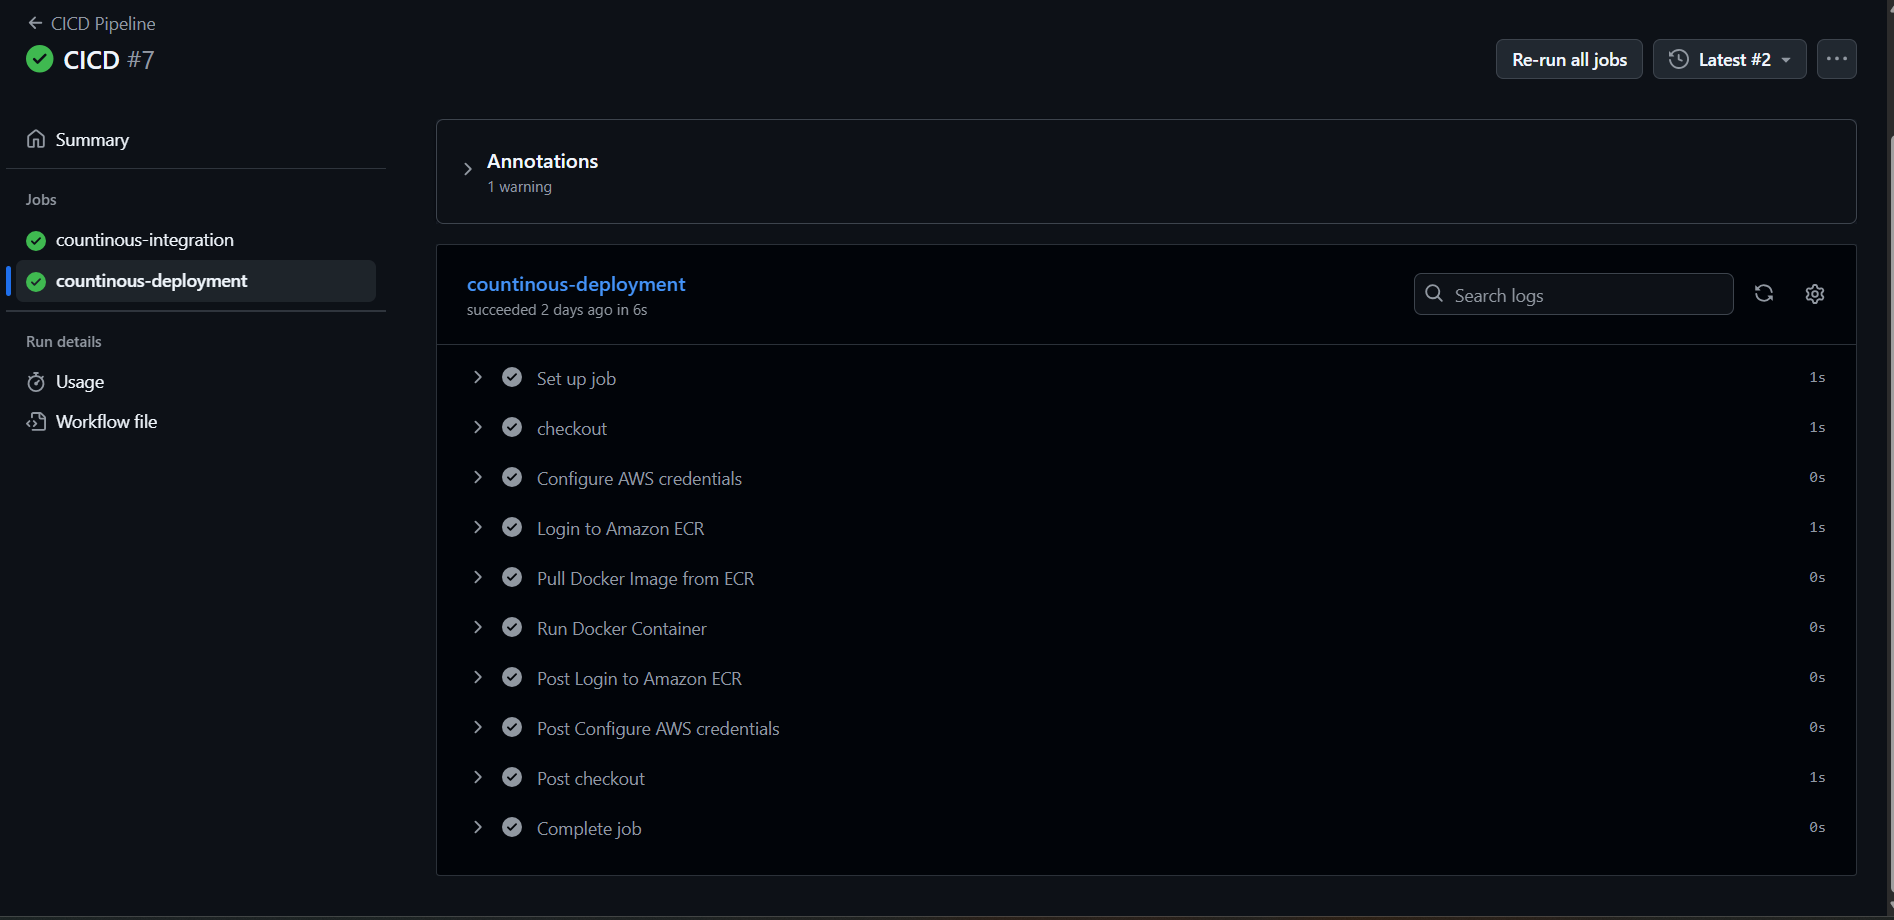 CICD Pipeline
CICD #7
Re-run all jobs
Latest #2
Summary
Jobs
countinous-integration
countinous-deployment
Run details
Usage
Workflow file
Annotations
1 warning
countinous-deployment
succeeded 2 days ago in 6s
Search logs
Set up job 1s
checkout 1s
Configure AWS credentials 0s
Login to Amazon ECR 1s
Pull Docker Image from ECR 0s
Run Docker Container 0s
Post Login to Amazon ECR 0s
Post Configure AWS credentials 0s
Post checkout 1s
Complete job 0s